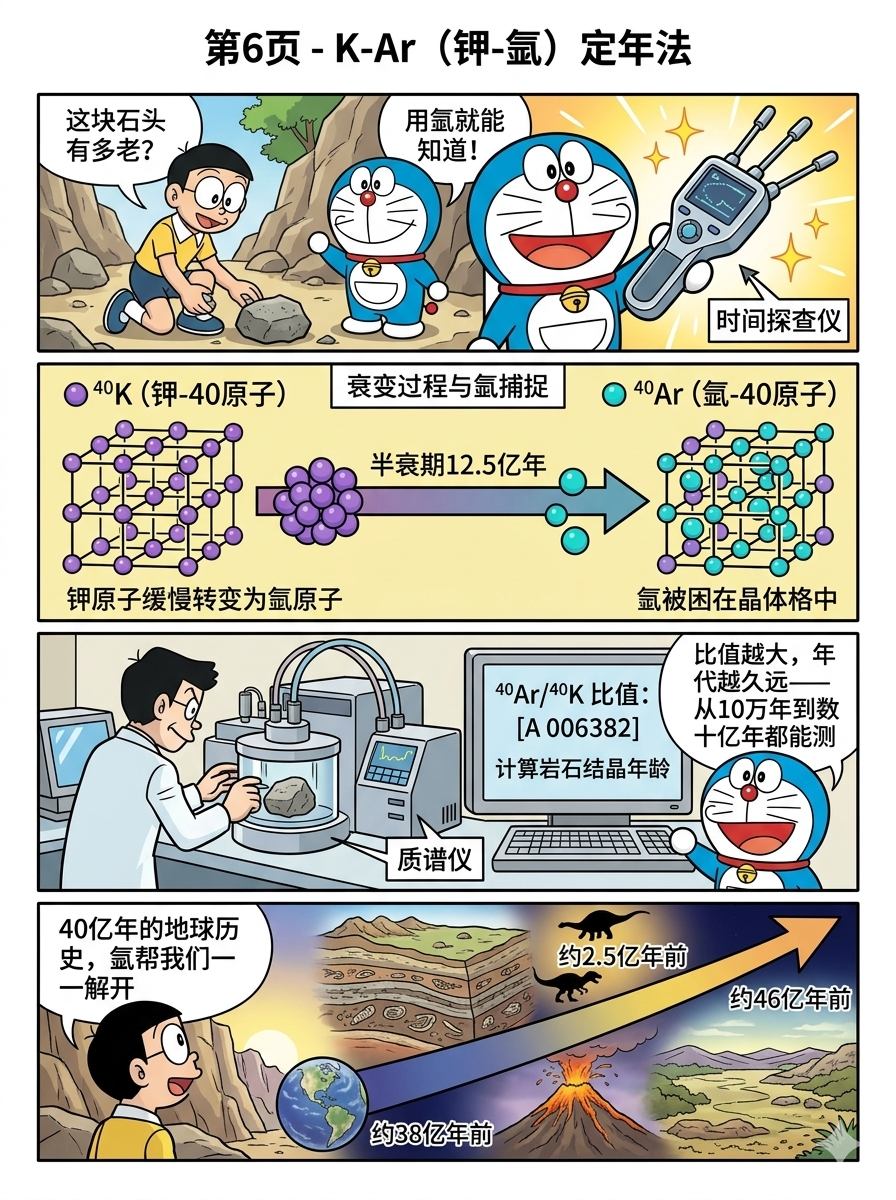 第6页 - K-Ar（钾-氩）定年法
这块石头
有多老？
用氩就能
知道！
时间探查仪
⁴⁰K（钾-40原子）
衰变过程与氩捕捉
⁴⁰Ar（氩-40原子）
半衰期12.5亿年
钾原子缓慢转变为氩原子
氩被困在晶体格中
⁴⁰Ar/⁴⁰K 比值：
[A 006382]
计算岩石结晶年龄
比值越大，年
代越久远——
从10万年到数
十亿年都能测
质谱仪
40亿年的地球历
史，氩帮我们一
一解开
约2.5亿年前
约46亿年前
约38亿年前